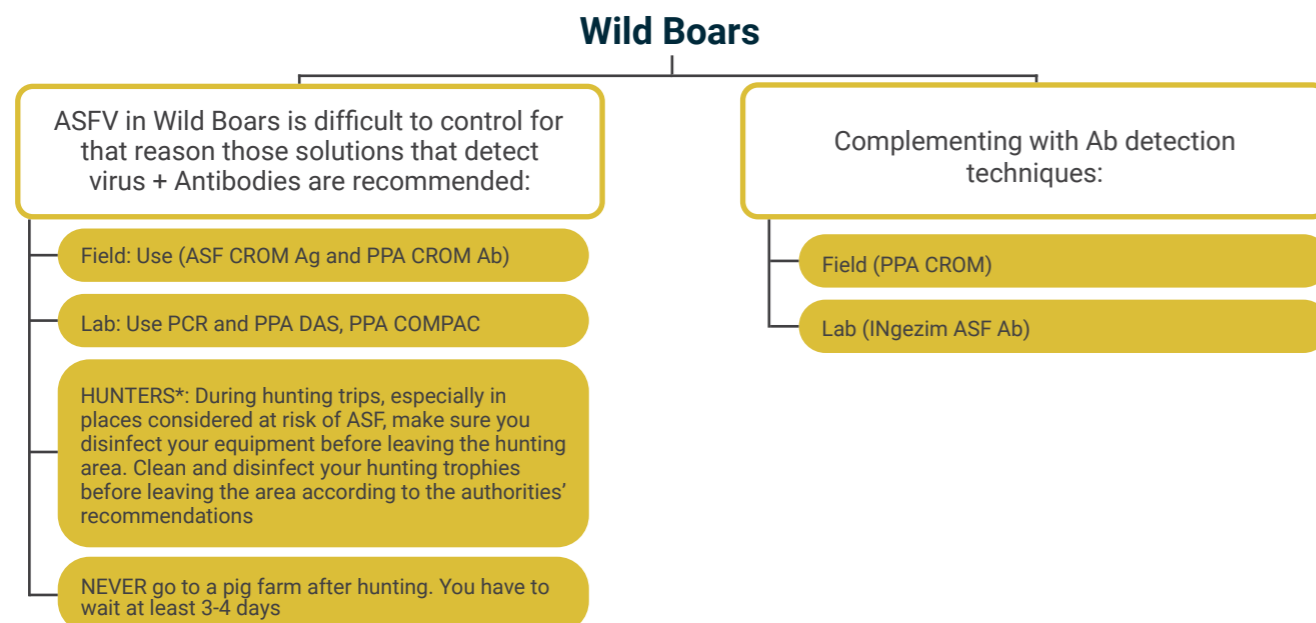 Wild Boars
ASFV in Wild Boars is difficult to control for
that reason those solutions that detect
virus + Antibodies are recommended:
Field: Use (ASF CROM Ag and PPA CROM Ab)
Lab: Use PCR and PPA DAS, PPA COMPAC
HUNTERS*: During hunting trips, especially in
places considered at risk of ASF, make sure you
disinfect your equipment before leaving the hunting
area. Clean and disinfect your hunting trophies
before leaving the area according to the authorities’
recommendations
NEVER go to a pig farm after hunting. You have to
wait at least 3-4 days
Complementing with Ab detection
techniques:
Field (PPA CROM)
Lab (INgezim ASF Ab)